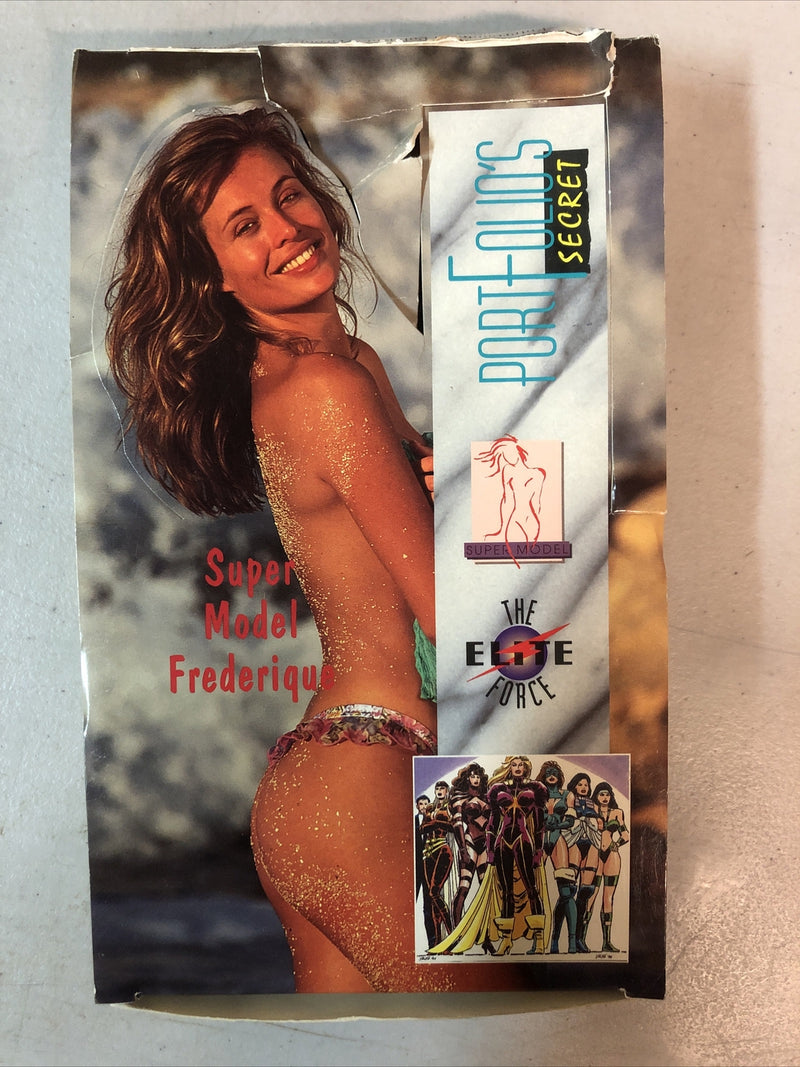 PORTFOLIO'S
SECRET
SUPER MODEL
THE
ELITE
FORCE
Super
Model
Frederique